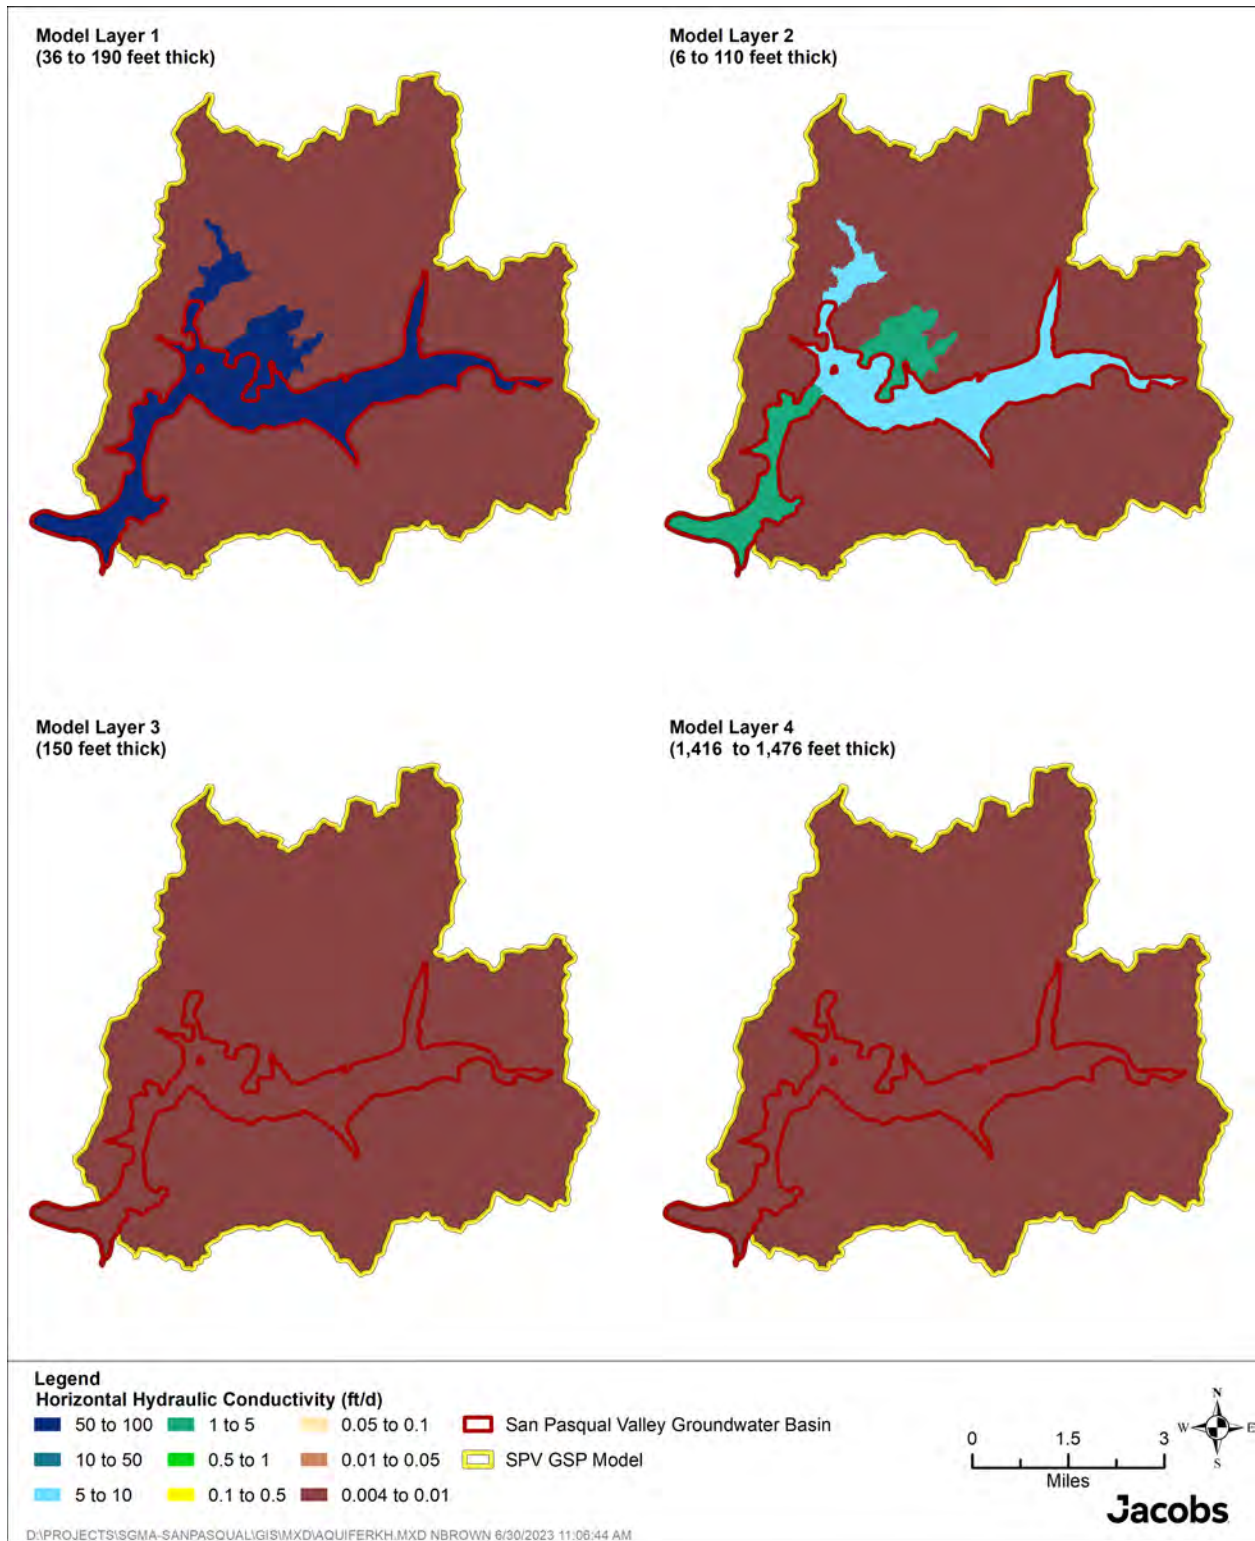 Model Layer 1
(36 to 190 feet thick)
Model Layer 2
(6 to 110 feet thick)
Model Layer 3
(150 feet thick)
Model Layer 4
(1,416 to 1,476 feet thick)
Legend
Horizontal Hydraulic Conductivity (ft/d)
50 to 100
10 to 50
5 to 10
1 to 5
0.5 to 1
0.1 to 0.5
0.05 to 0.1
0.01 to 0.05
0.004 to 0.01
San Pasqual Valley Groundwater Basin
SPV GSP Model
0 1.5 3
Miles
N
W E
S
Jacobs
D:\PROJECTS\SGMA-SANPASQUAL\GIS\MXD\AQUIFERKH.MXD NBROWN 6/30/2023 11:06:44 AM